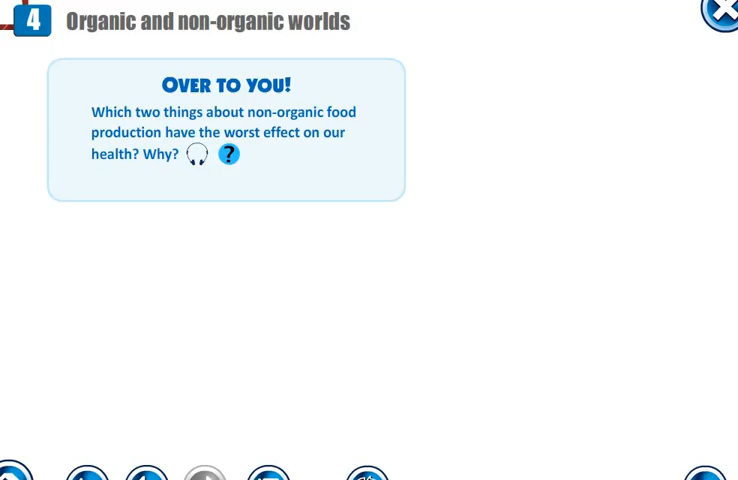 4 Organic and non-organic worlds
OVER TO YOU!
Which two things about non-organic food
production have the worst effect on our
health? Why? ?